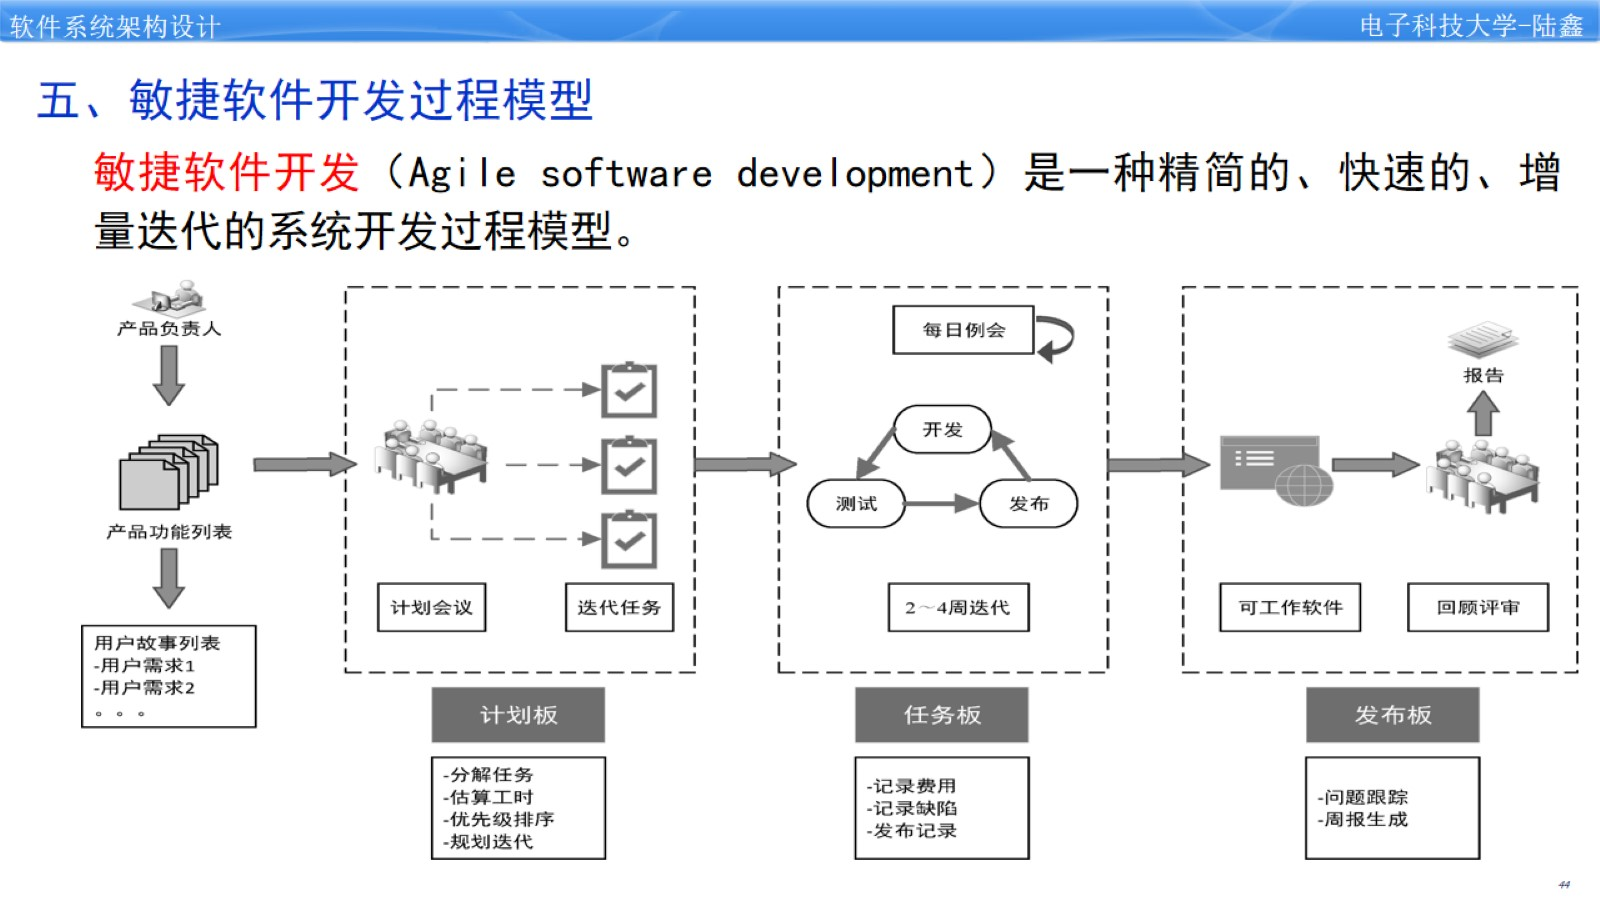 软件系统架构设计
电子科技大学-陆鑫
五、敏捷软件开发过程模型
敏捷软件开发（Agile software development）是一种精简的、快速的、增
量迭代的系统开发过程模型。
产品负责人
产品功能列表
用户故事列表
-用户需求1
-用户需求2
。。。
计划会议
迭代任务
计划板
-分解任务
-估算工时
-优先级排序
-规划迭代
每日例会
开发
测试
发布
2～4周迭代
任务板
-记录费用
-记录缺陷
-发布记录
报告
可工作软件
回顾评审
发布板
-问题跟踪
-周报生成
44